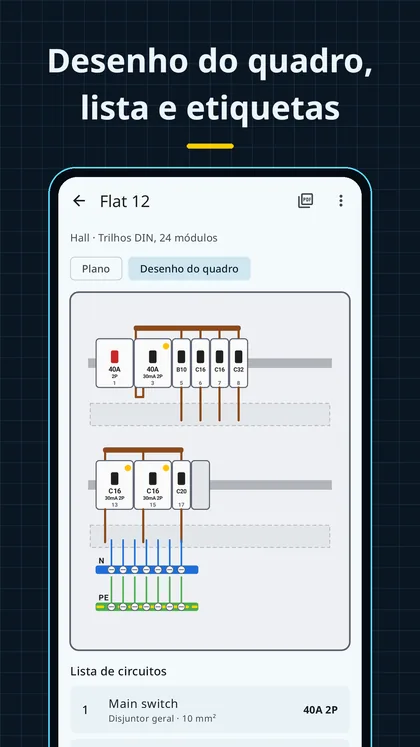 Desenho do quadro,
lista e etiquetas
Flat 12
PDF
Hall · Trilhos DIN, 24 módulos
Plano
Desenho do quadro
40A
2P
1
40A
30mA 2P
3
B10
5
C16
6
C16
7
C32
8
C16
30mA 2P
13
C16
30mA 2P
15
C20
17
N
PE
Lista de circuitos
1
Main switch
Disjuntor geral · 10 mm²
40A 2P